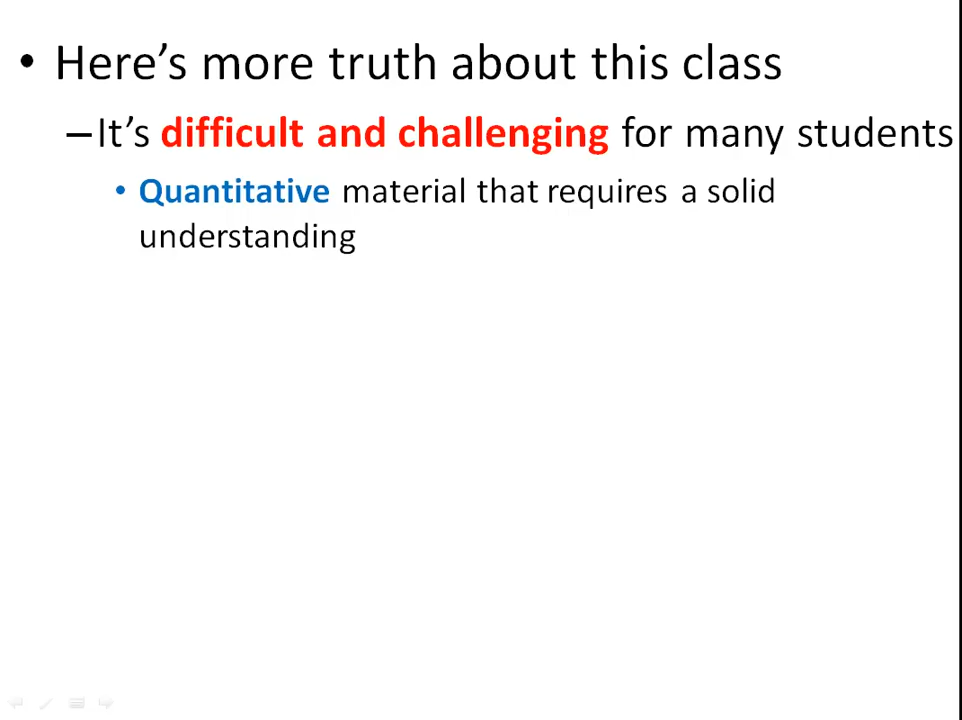 • Here’s more truth about this class
–It’s difficult and challenging for many students
• Quantitative material that requires a solid
understanding